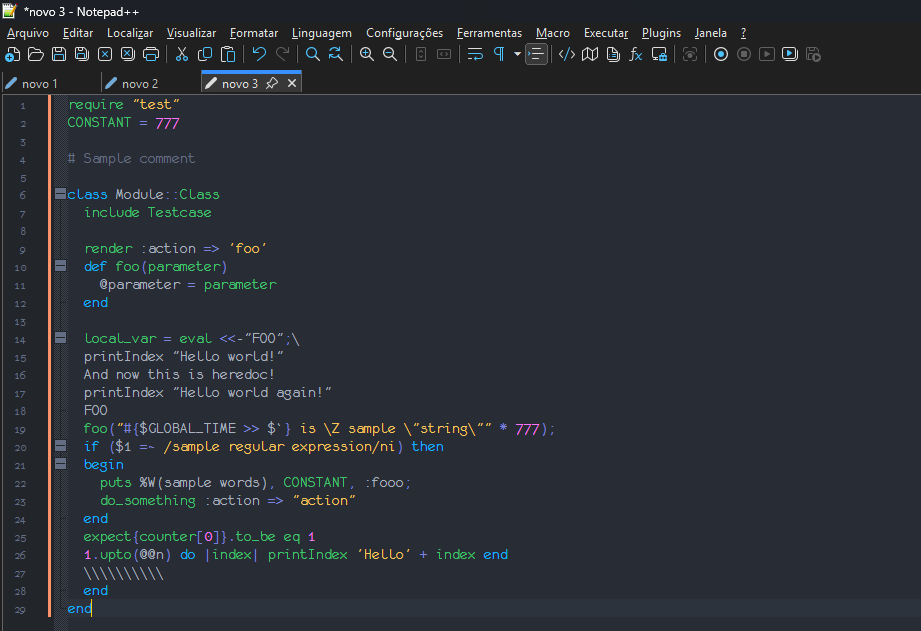 *novo 3 - Notepad++
Arquivo Editar Localizar Visualizar Formatar Linguagem Configurações Ferramentas Macro Executar Plugins Janela ?
novo 1 novo 2 novo 3
1 require "test"
2 CONSTANT = 777
3
4 # Sample comment
5
6 class Module::Class
7 include Testcase
8
9 render :action => 'foo'
10 def foo(parameter)
11 @parameter = parameter
12 end
13
14 local_var = eval <<-"FOO";\
15 printIndex "Hello world!"
16 And now this is heredoc!
17 printIndex "Hello world again!"
18 FOO
19 foo("#{$GLOBAL_TIME >> $`} is \Z sample \"string\"" * 777);
20 if ($1 =~ /sample regular expression/ni) then
21 begin
22 puts %W(sample words), CONSTANT, :fooo;
23 do_something :action => "action"
24 end
25 expect{counter[0]}.to_be eq 1
26 1.upto(@@n) do |index| printIndex 'Hello' + index end
27 \\\\\\\\\\
28 end
29 end